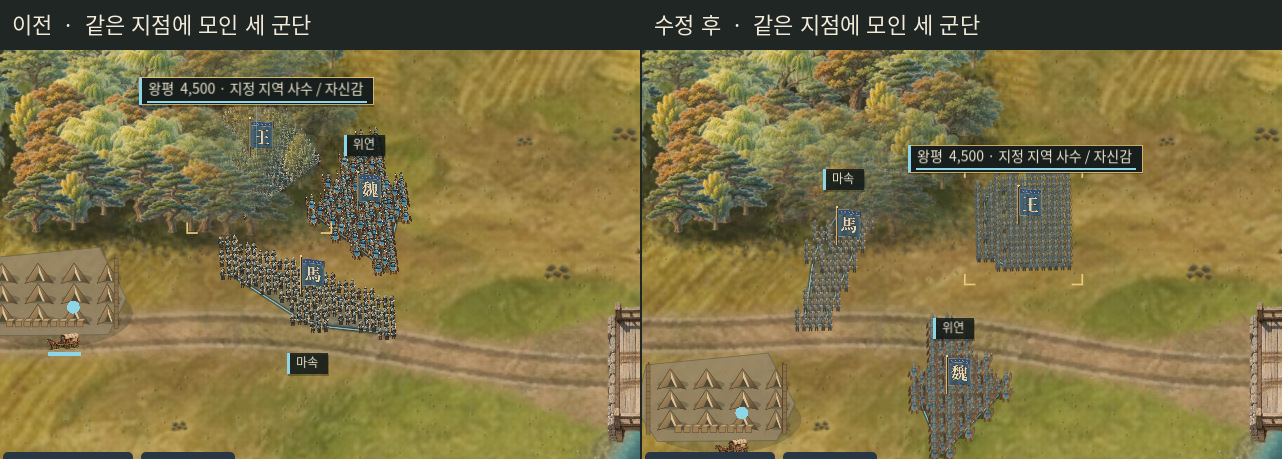 이전 · 같은 지점에 모인 세 군단
왕평 4,500 · 지정 지역 사수 / 자신감
王
위연
魏
馬
마속
수정 후 · 같은 지점에 모인 세 군단
왕평 4,500 · 지정 지역 사수 / 자신감
마속
王
馬
위연
魏